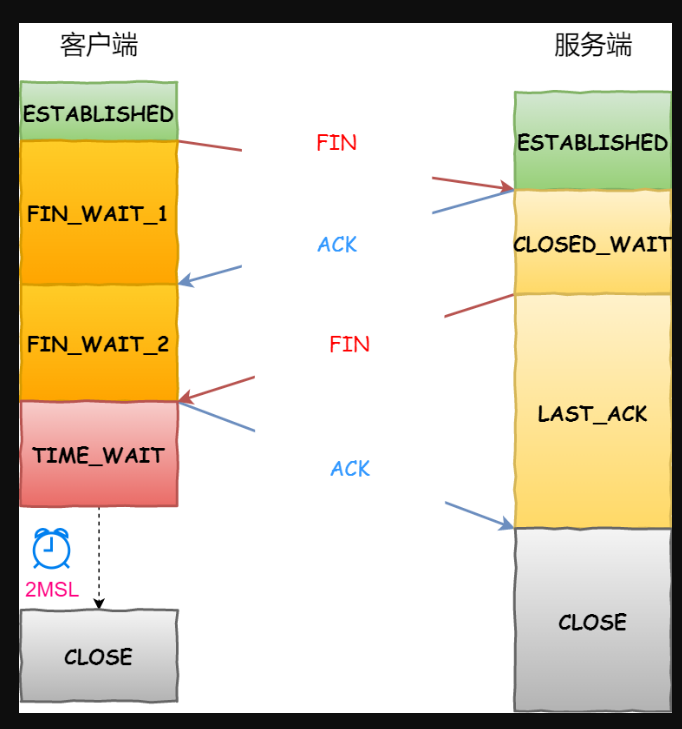 客户端
服务端
ESTABLISHED
FIN
ESTABLISHED
FIN_WAIT_1
ACK
CLOSED_WAIT
FIN_WAIT_2
FIN
LAST_ACK
TIME_WAIT
ACK
2MSL
CLOSE
CLOSE